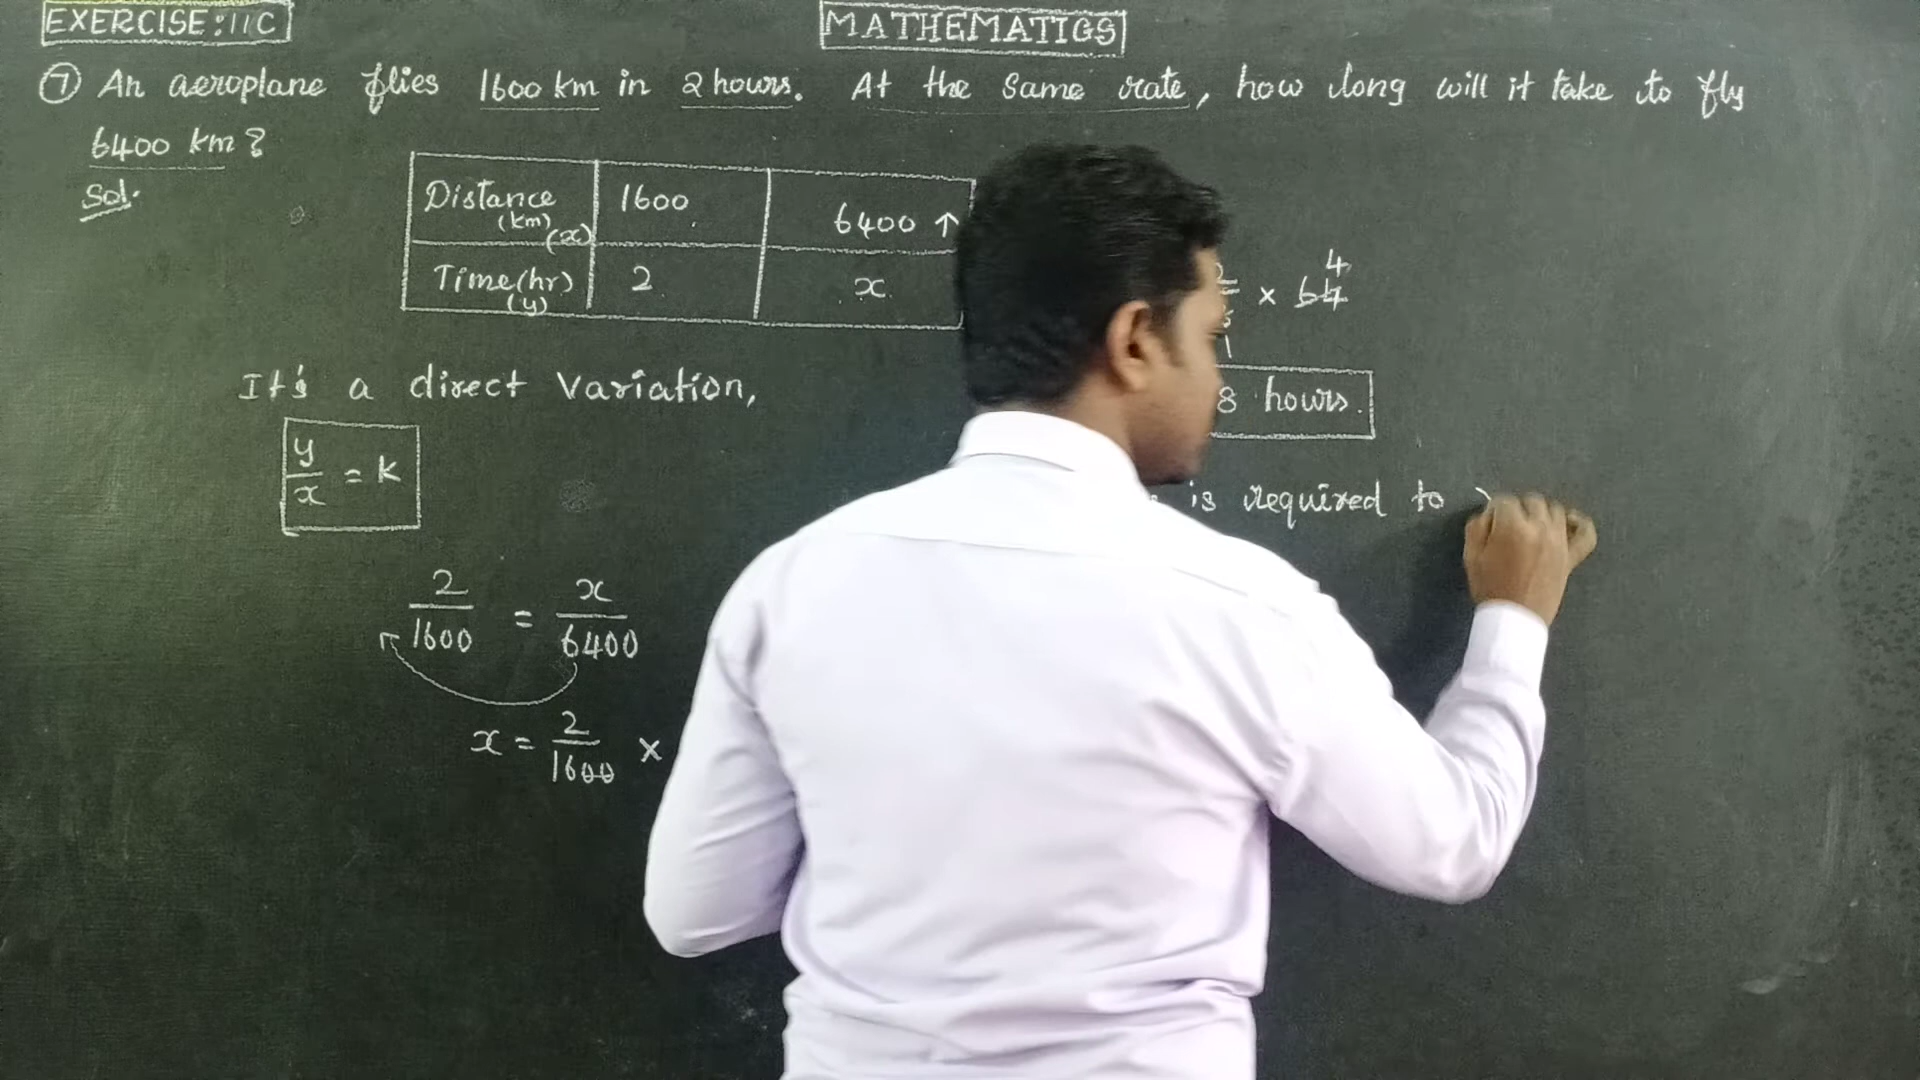 EXERCISE:11C
MATHEMATICS
⑦ An aeroplane flies 1600 km in 2 hours. At the same rate, how long will it take to fly
6400 km?
Sol.
Distance (km) (x) 1600 6400 ↑
Time (hr) (y) 2 x
× 64 4
1
8 hours.
It's a direct variation,
y/x = k
is required to
2/1600 = x/6400
x = 2/1600 ×